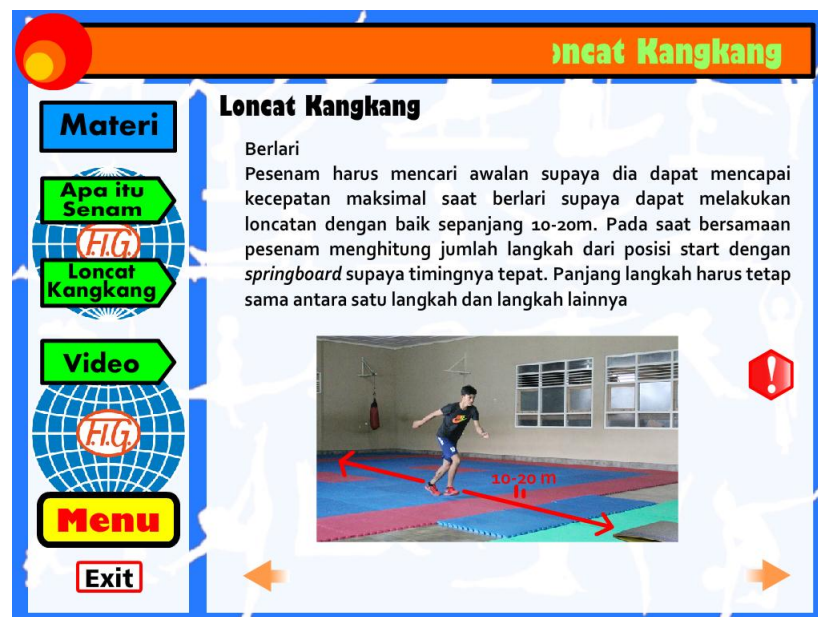 oncat Kangkang
Materi
Apa itu
Senam
F.I.G.
Loncat
Kangkang
Video
F.I.G.
Menu
Exit
Loncat Kangkang
Berlari
Pesenam harus mencari awalan supaya dia dapat mencapai
kecepatan maksimal saat berlari supaya dapat melakukan
loncatan dengan baik sepanjang 10-20m. Pada saat bersamaan
pesenam menghitung jumlah langkah dari posisi start dengan
springboard supaya timingnya tepat. Panjang langkah harus tetap
sama antara satu langkah dan langkah lainnya
10-20 m